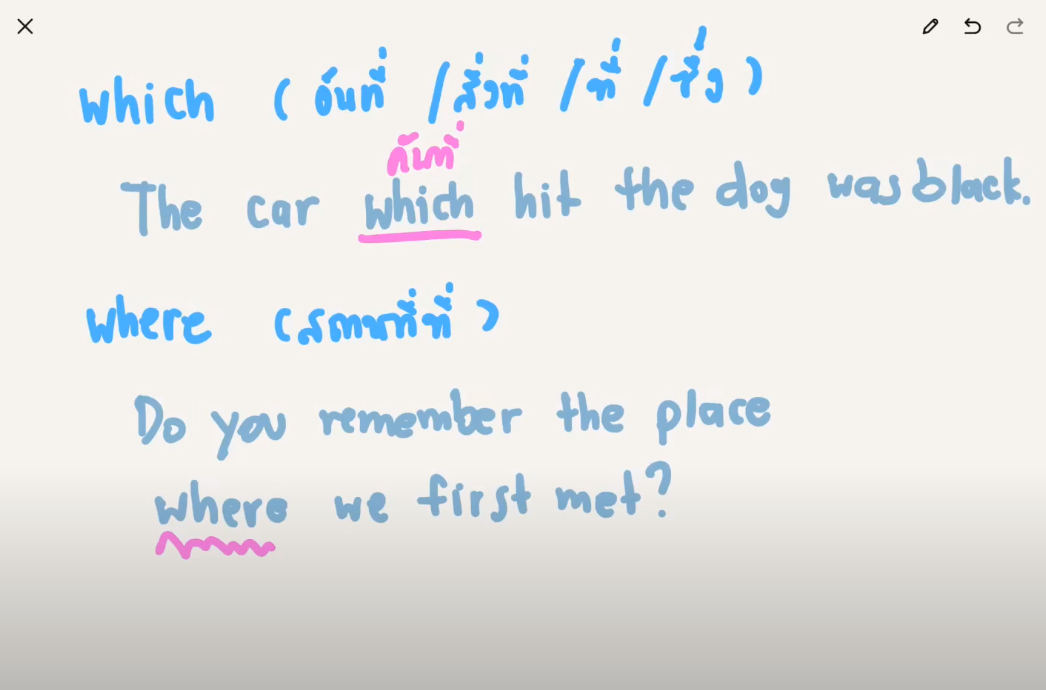 which (อันที่ /สิ่งที่ /ที่ /ซึ่ง)
คันที่
The car which hit the dog was black.
where (สถานที่ที่)
Do you remember the place
where we first met?